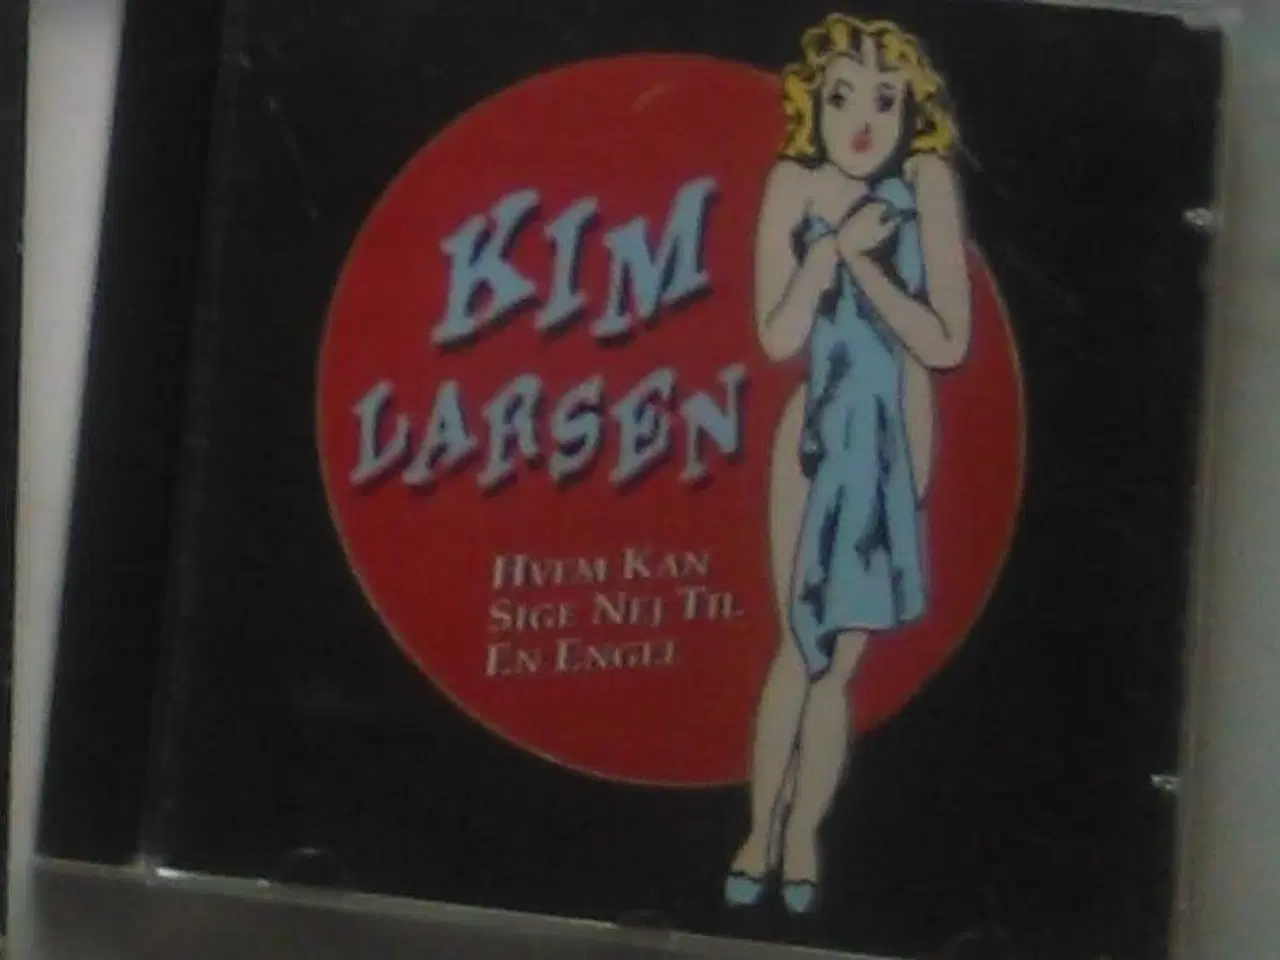 KIM
LARSEN
HVEM KAN
SIGE NEJ TIL
EN ENGEL